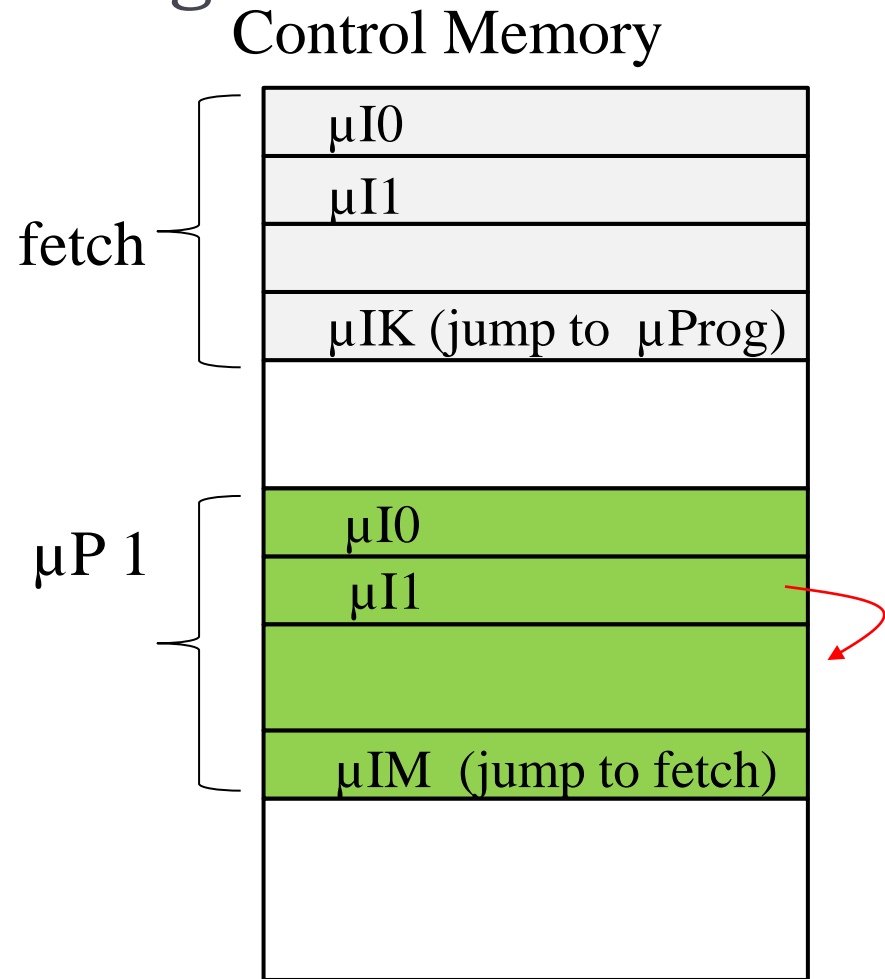 Control Memory
µI0
µI1
fetch
µIK (jump to µProg)
µI0
µP 1
µI1
µIM (jump to fetch)